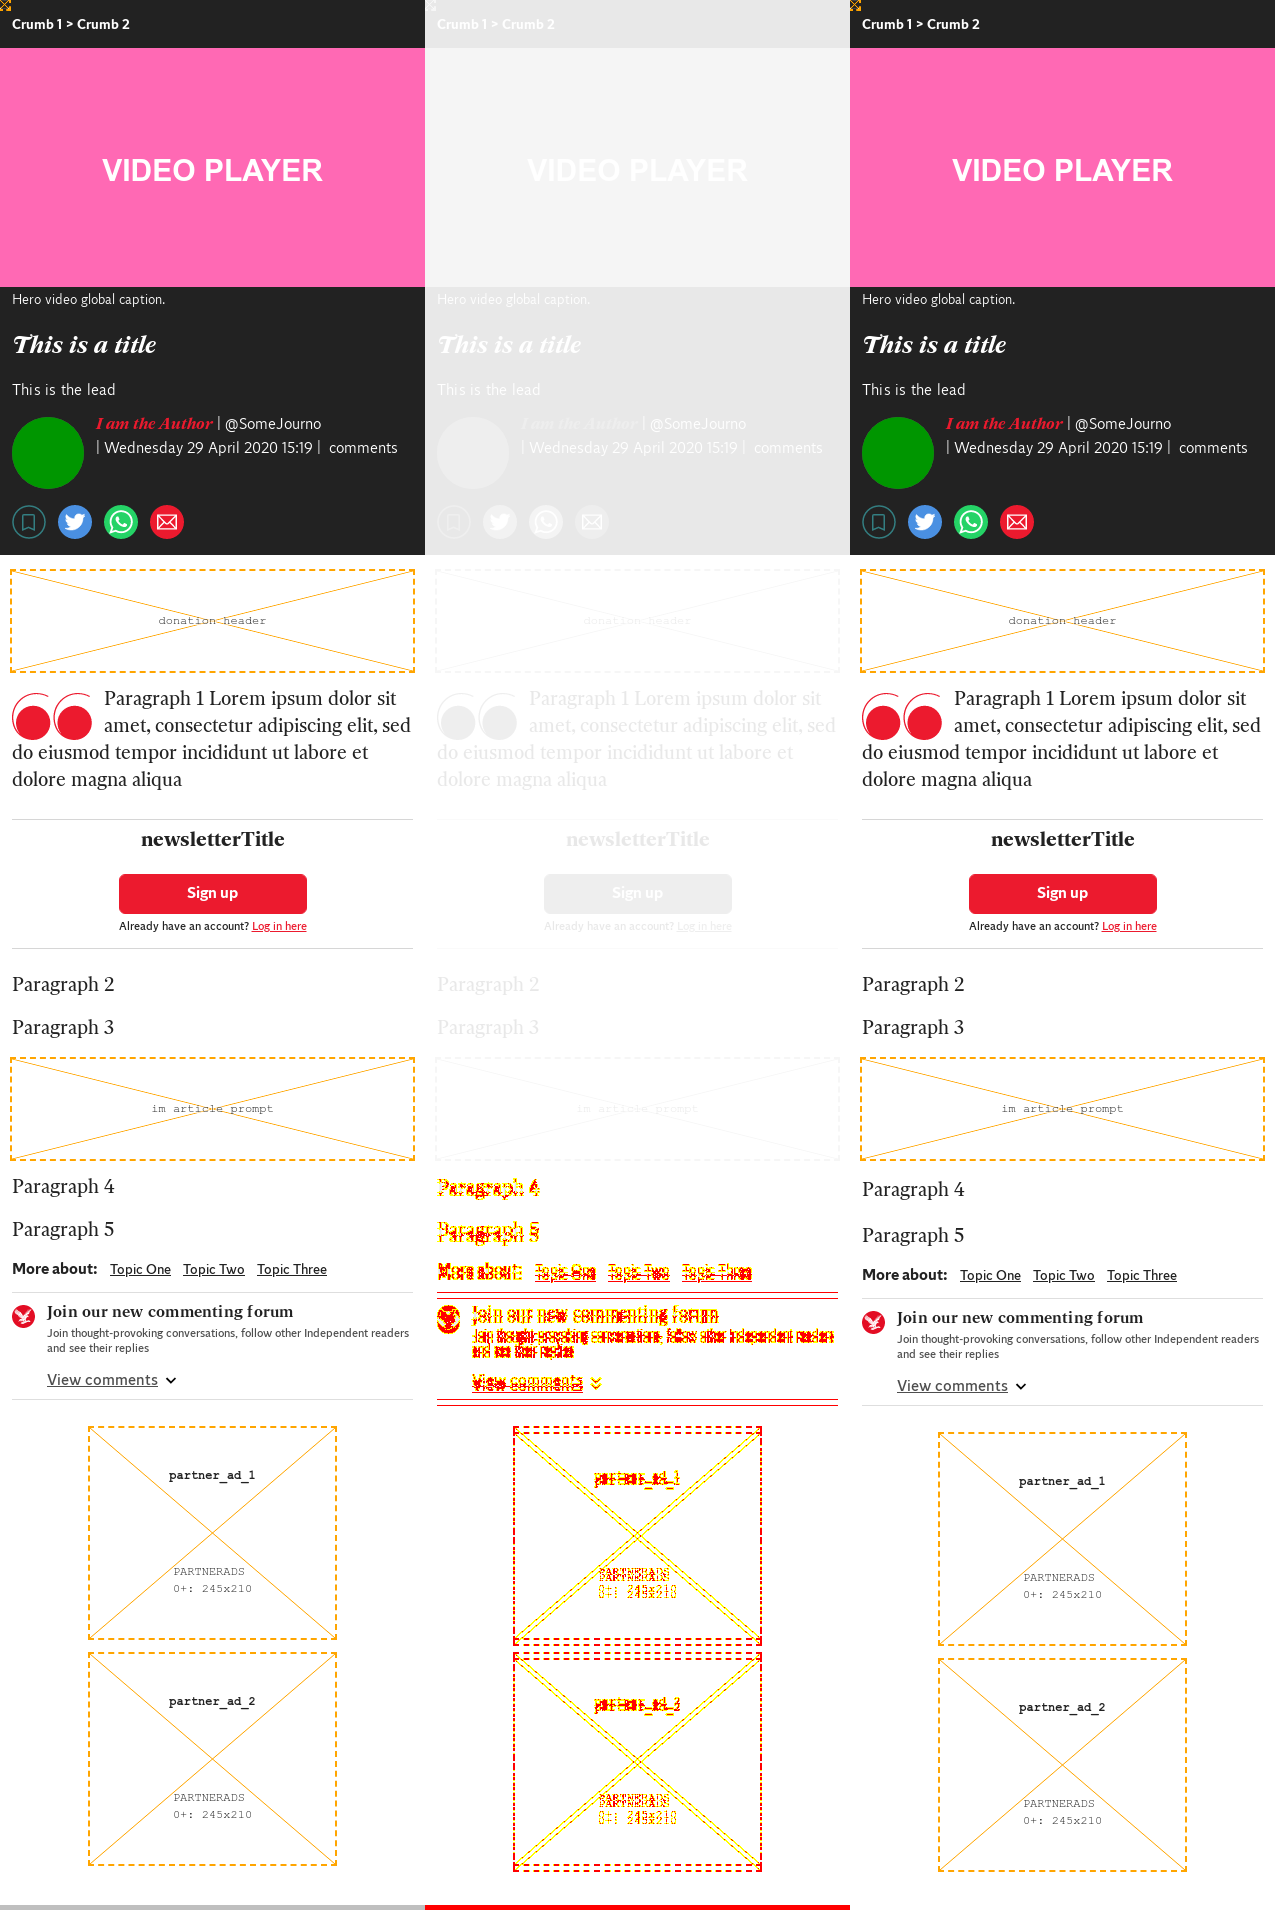 Crumb 1 > Crumb 2
VIDEO PLAYER
Hero video global caption.
This is a title
This is the lead
I am the Author | @SomeJourno
| Wednesday 29 April 2020 15:19 | comments
donation header
Paragraph 1 Lorem ipsum dolor sit
amet, consectetur adipiscing elit, sed
do eiusmod tempor incididunt ut labore et
dolore magna aliqua
newsletterTitle
Sign up
Already have an account? Log in here
Paragraph 2
Paragraph 3
im article prompt
Paragraph 4
Paragraph 5
More about: Topic One Topic Two Topic Three
Join our new commenting forum
Join thought-provoking conversations, follow other Independent readers
and see their replies
View comments
partner_ad_1
PARTNERADS
0+: 245x210
partner_ad_2
PARTNERADS
0+: 245x210
Crumb 1 > Crumb 2
VIDEO PLAYER
Hero video global caption.
This is a title
This is the lead
I am the Author | @SomeJourno
| Wednesday 29 April 2020 15:19 | comments
donation header
Paragraph 1 Lorem ipsum dolor sit
amet, consectetur adipiscing elit, sed
do eiusmod tempor incididunt ut labore et
dolore magna aliqua
newsletterTitle
Sign up
Already have an account? Log in here
Paragraph 2
Paragraph 3
im article prompt
Paragraph 4
Paragraph 5
More about: Topic One Topic Two Topic Three
Join our new commenting forum
View comments
partner_ad_1
PARTNERADS
0+: 245x210
partner_ad_2
PARTNERADS
0+: 245x210
Crumb 1 > Crumb 2
VIDEO PLAYER
Hero video global caption.
This is a title
This is the lead
I am the Author | @SomeJourno
| Wednesday 29 April 2020 15:19 | comments
donation header
Paragraph 1 Lorem ipsum dolor sit
amet, consectetur adipiscing elit, sed
do eiusmod tempor incididunt ut labore et
dolore magna aliqua
newsletterTitle
Sign up
Already have an account? Log in here
Paragraph 2
Paragraph 3
im article prompt
Paragraph 4
Paragraph 5
More about: Topic One Topic Two Topic Three
Join our new commenting forum
Join thought-provoking conversations, follow other Independent readers
and see their replies
View comments
partner_ad_1
PARTNERADS
0+: 245x210
partner_ad_2
PARTNERADS
0+: 245x210